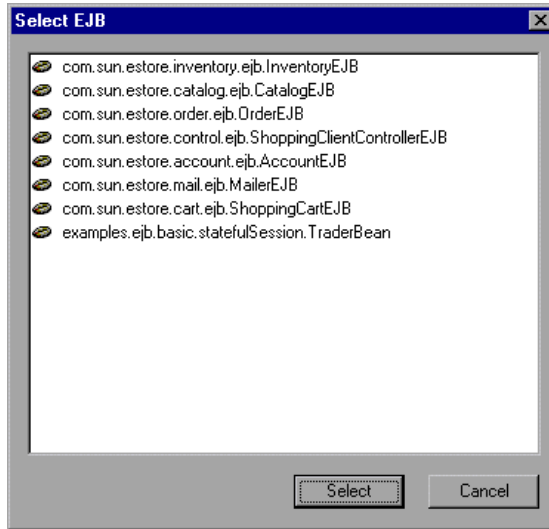 Select EJB
com.sun.estore.inventory.ejb.InventoryEJB
com.sun.estore.catalog.ejb.CatalogEJB
com.sun.estore.order.ejb.OrderEJB
com.sun.estore.control.ejb.ShoppingClientControllerEJB
com.sun.estore.account.ejb.AccountEJB
com.sun.estore.mail.ejb.MailerEJB
com.sun.estore.cart.ejb.ShoppingCartEJB
examples.ejb.basic.statefulSession.TraderBean
Select Cancel